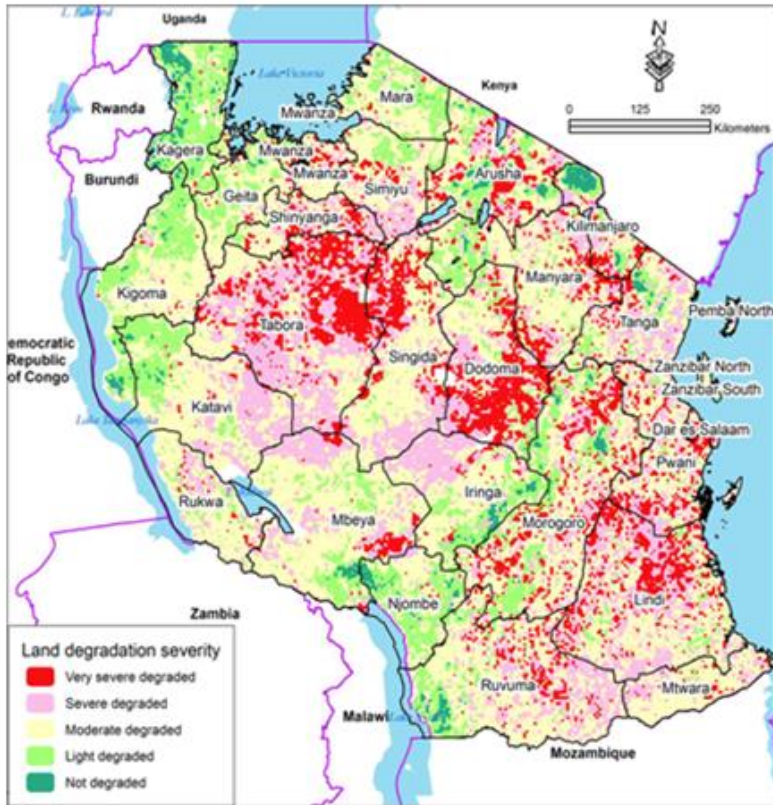 Uganda
Lake Victoria
N
Kenya
Mara
Rwanda
Mwanza
0 250
Kilometers
Kagera
Mwanza
Burundi
Mwanza
Arusha
Geita
Simiyu
Shinyanga
Kilimanjaro
Manyara
Kigoma
Tabora
Tanga
Pemba North
emocratic
Republic
of Congo
Singida
Dodoma
Zanzibar North
Zanzibar South
Katavi
Dar es Salaam
Pwani
Rukwa
Iringa
Mbeya
Morogoro
Zambia
Njombe
Lindi
Land degradation severity
Very severe degraded
Severe degraded
Ruvuma
Mtwara
Moderate degraded
Malawi
Light degraded
Mozambique
Not degraded